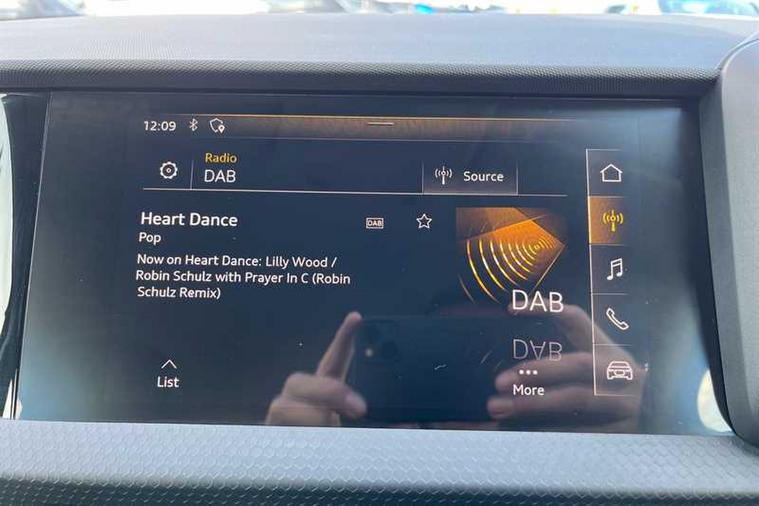 12:09
Radio
DAB
Source
Heart Dance
DAB
Pop
Now on Heart Dance: Lilly Wood /
Robin Schulz with Prayer In C (Robin
Schulz Remix)
DAB
List
More